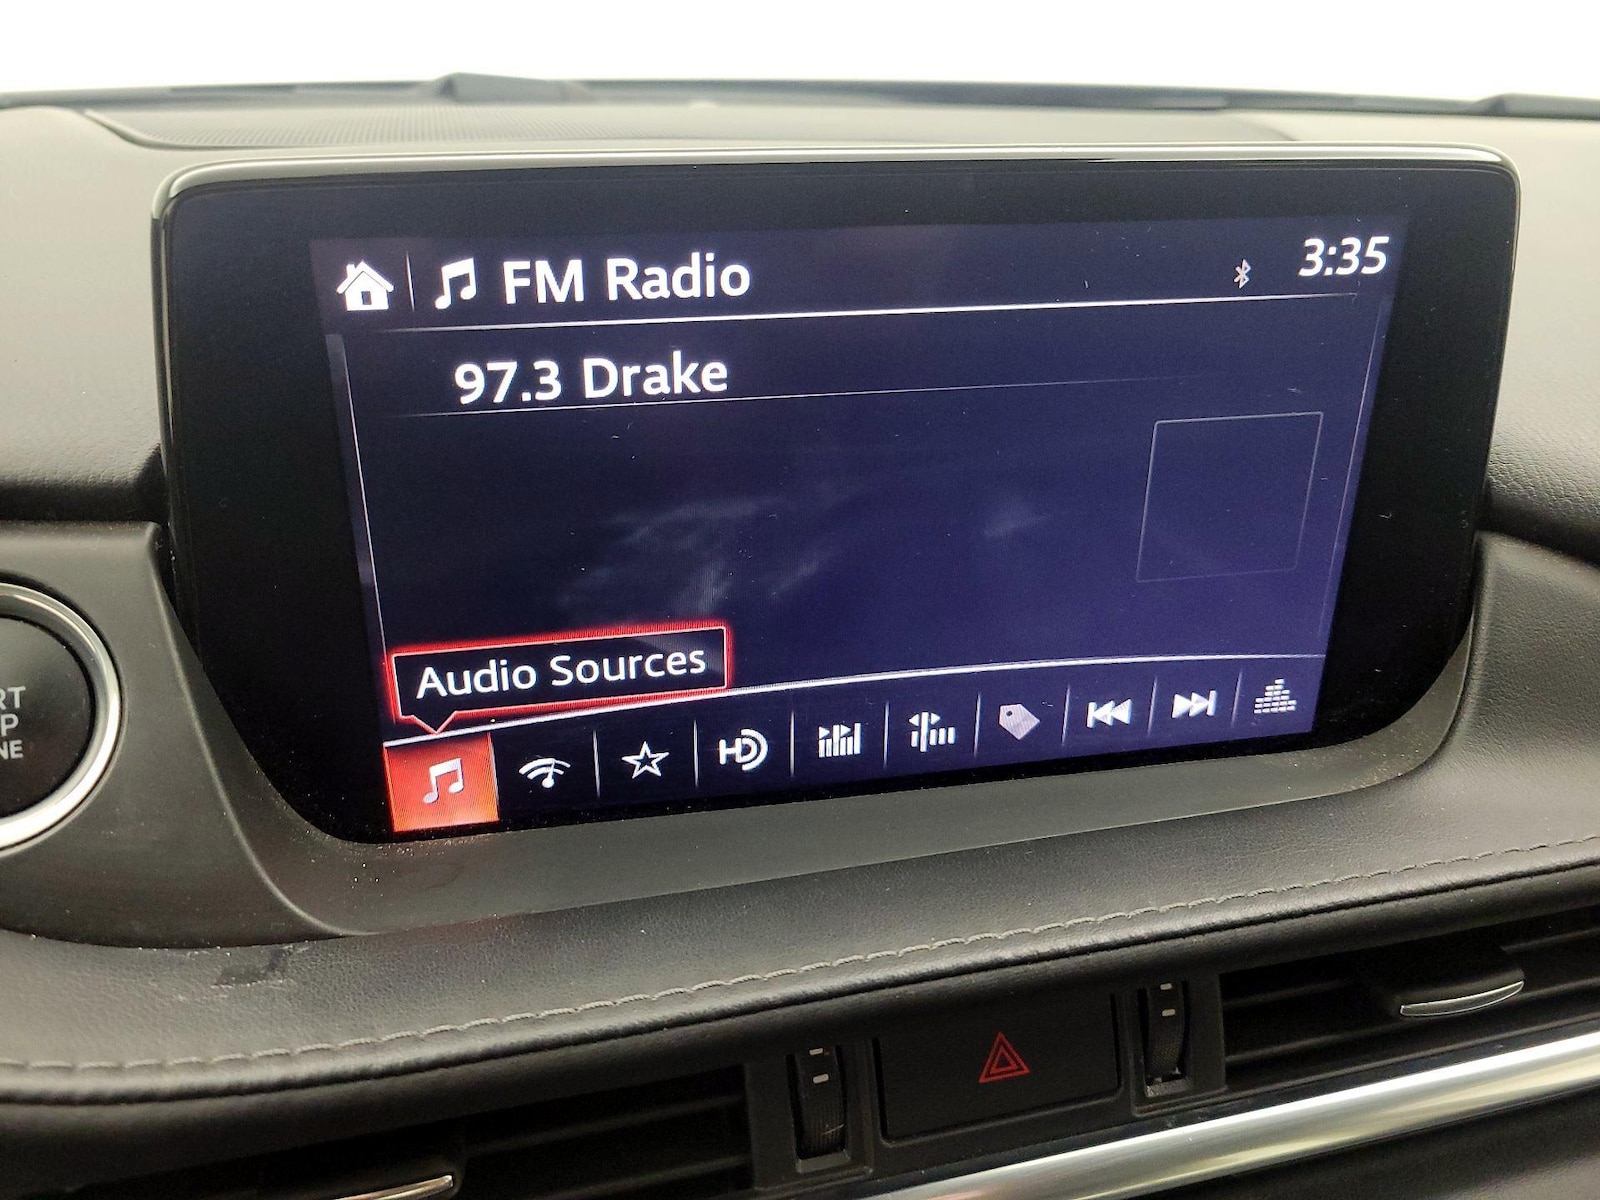 FM Radio
3:35
97.3 Drake
Audio Sources
HD